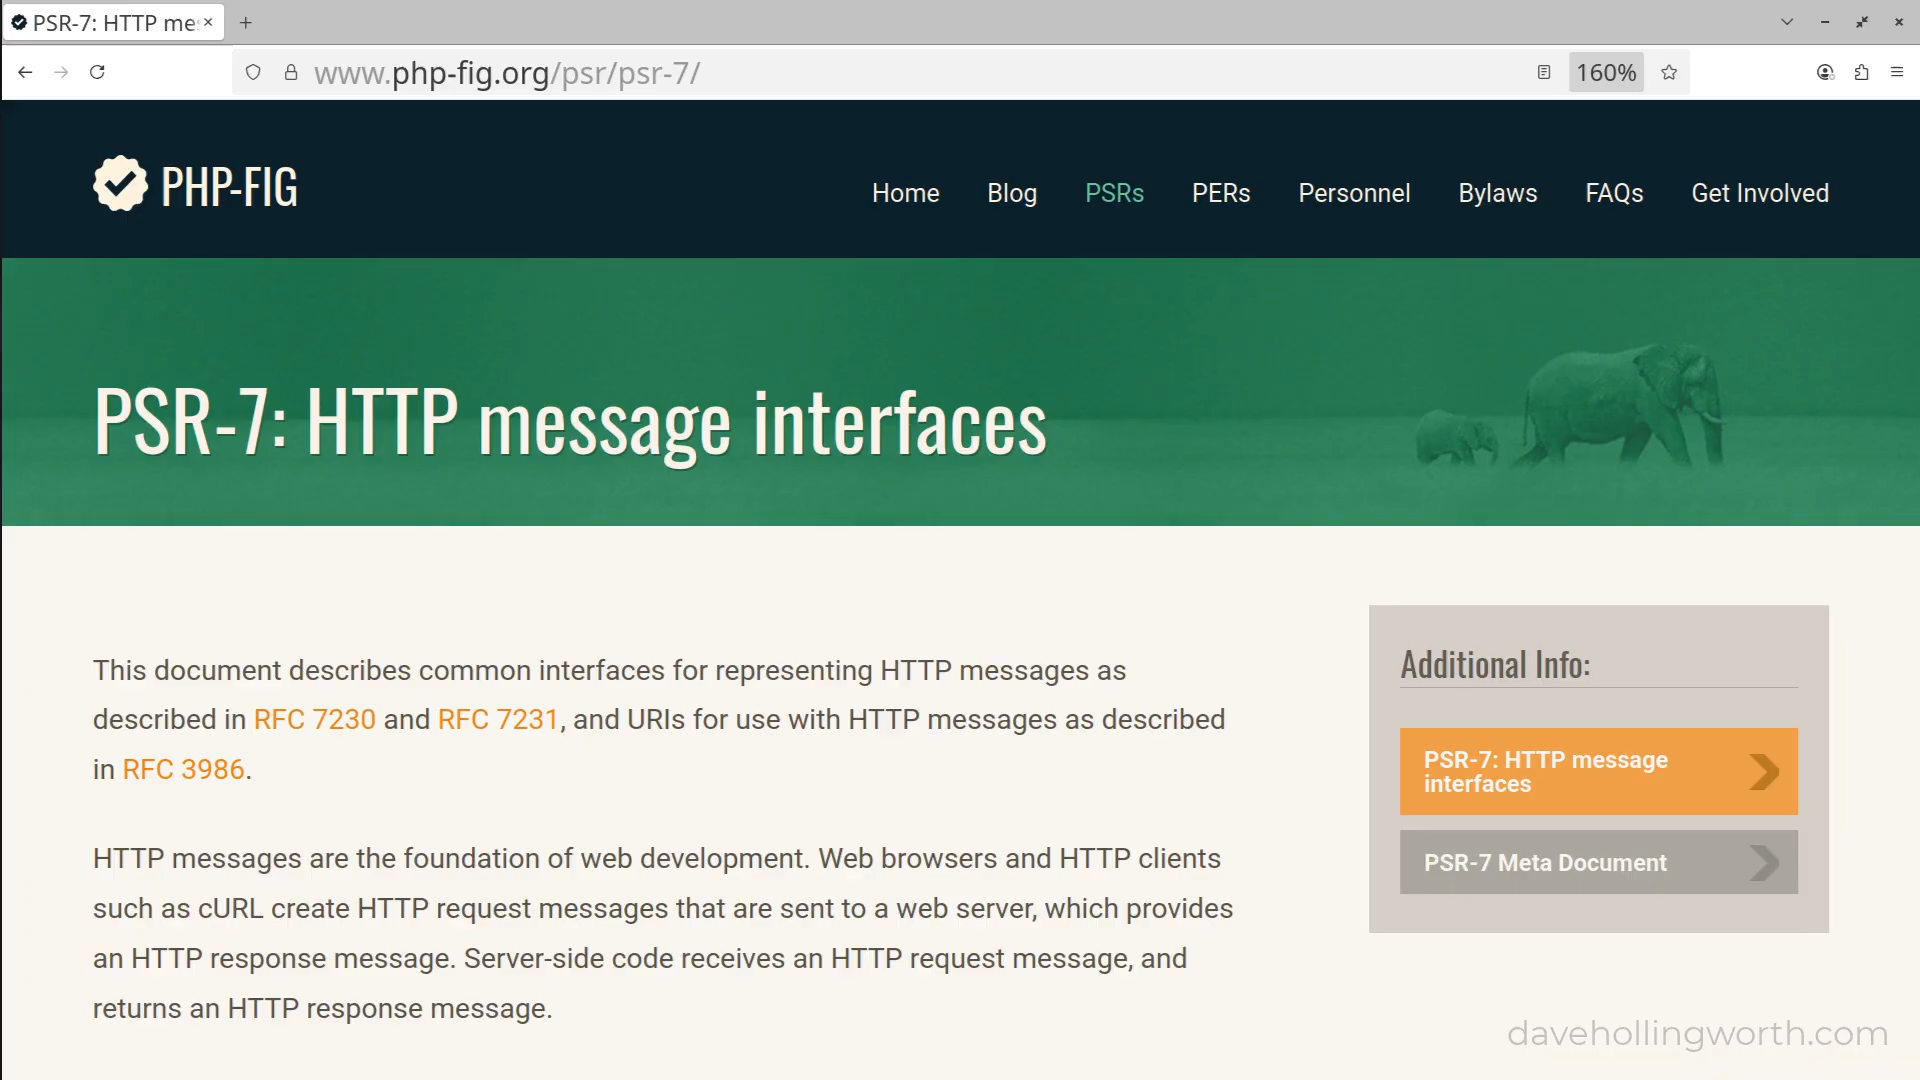 PSR-7: HTTP me
www.php-fig.org/psr/psr-7/
160%
PHP-FIG
Home Blog PSRs PERs Personnel Bylaws FAQs Get Involved
PSR-7: HTTP message interfaces
This document describes common interfaces for representing HTTP messages as
described in RFC 7230 and RFC 7231, and URIs for use with HTTP messages as described
in RFC 3986.
HTTP messages are the foundation of web development. Web browsers and HTTP clients
such as cURL create HTTP request messages that are sent to a web server, which provides
an HTTP response message. Server-side code receives an HTTP request message, and
returns an HTTP response message.
Additional Info:
PSR-7: HTTP message
interfaces
PSR-7 Meta Document
davehollingworth.com